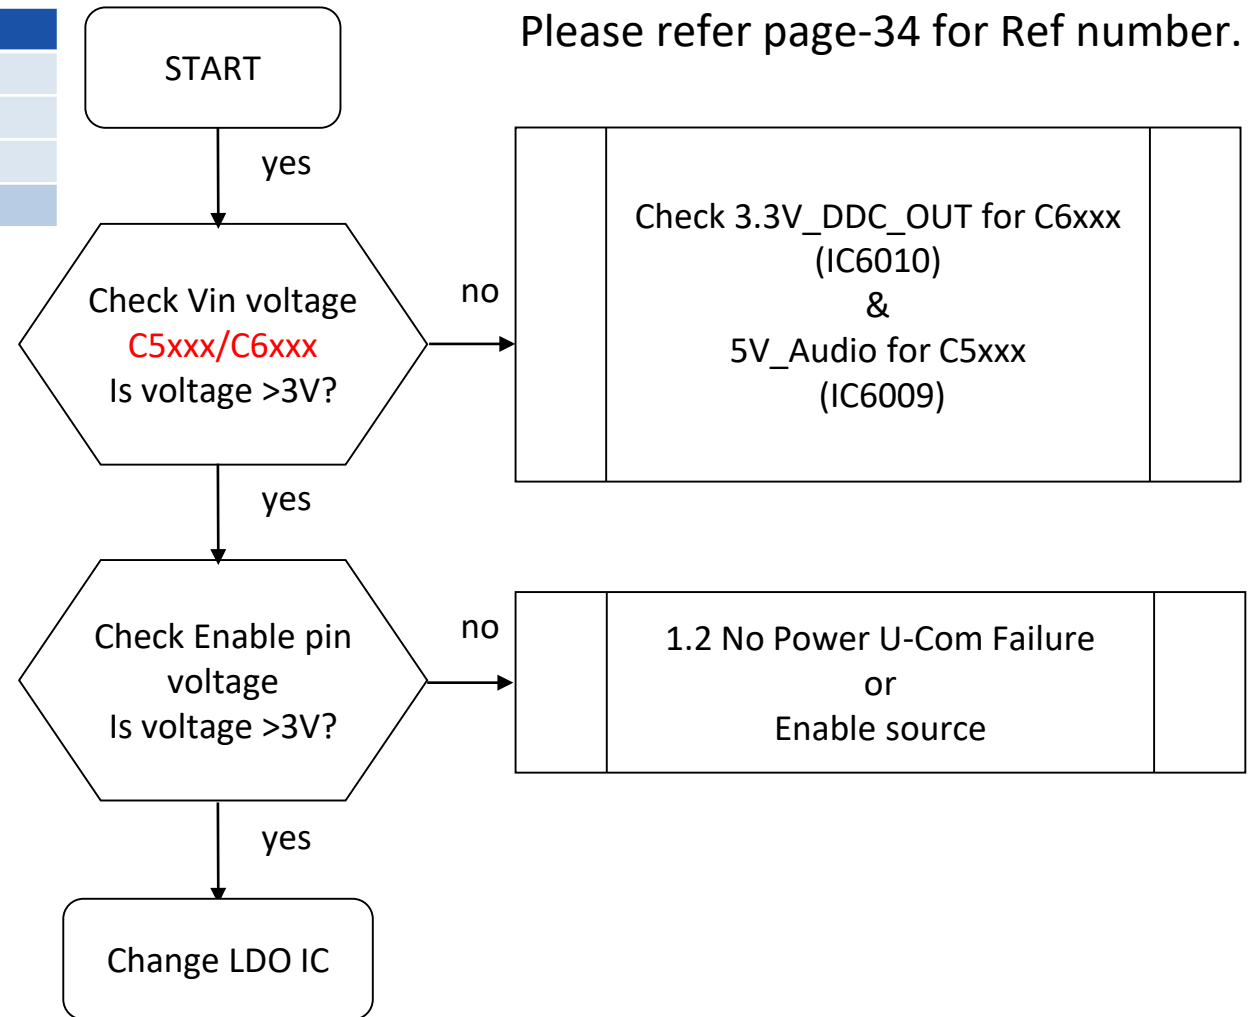 Please refer page-34 for Ref number.
START
yes
Check Vin voltage
C5xxx/C6xxx
Is voltage >3V?
no
Check 3.3V_DDC_OUT for C6xxx
(IC6010)
&
5V_Audio for C5xxx
(IC6009)
yes
Check Enable pin
voltage
Is voltage >3V?
no
1.2 No Power U-Com Failure
or
Enable source
yes
Change LDO IC